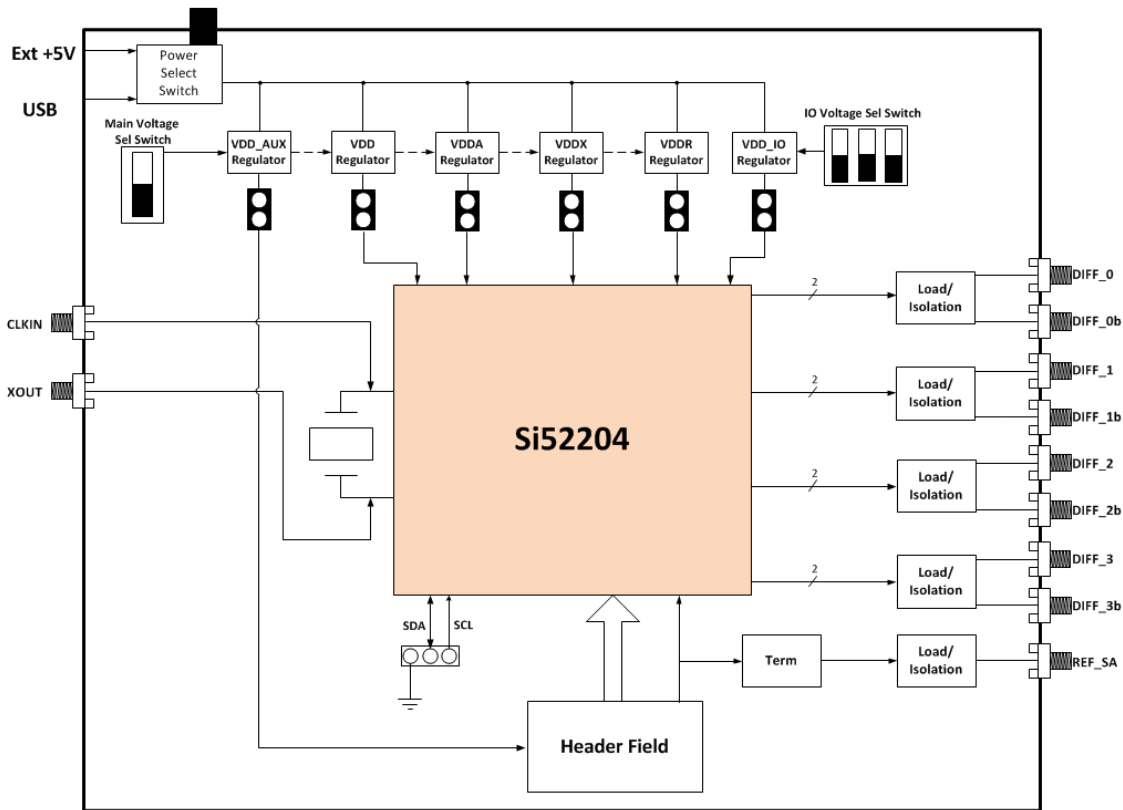 Ext +5V
USB
Power
Select
Switch
Main Voltage
Sel Switch
VDD_AUX
Regulator
VDD
Regulator
VDDA
Regulator
VDDX
Regulator
VDDR
Regulator
VDD_IO
Regulator
IO Voltage Sel Switch
CLKIN
XOUT
Si52204
2
Load/
Isolation
DIFF_0
DIFF_0b
2
Load/
Isolation
DIFF_1
DIFF_1b
2
Load/
Isolation
DIFF_2
DIFF_2b
2
Load/
Isolation
DIFF_3
DIFF_3b
SDA
SCL
Term
Load/
Isolation
REF_SA
Header Field